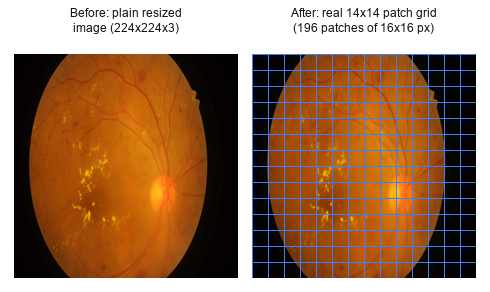 Before: plain resized
image (224x224x3)
After: real 14x14 patch grid
(196 patches of 16x16 px)